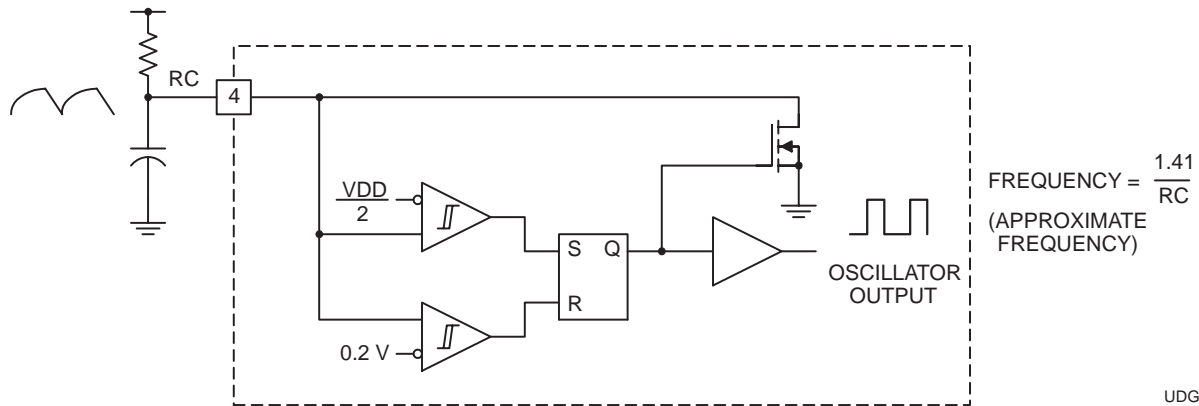 RC
4
VDD
2
0.2 V
S Q
R
OSCILLATOR
OUTPUT
FREQUENCY = 1.41
RC
(APPROXIMATE
FREQUENCY)
UDG